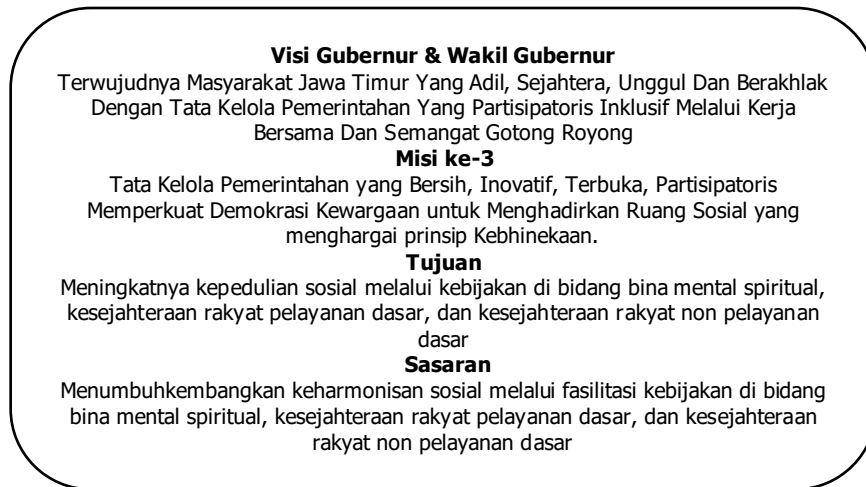 Visi Gubernur & Wakil Gubernur
Terwujudnya Masyarakat Jawa Timur Yang Adil, Sejahtera, Unggul Dan Berakhlak
Dengan Tata Kelola Pemerintahan Yang Partisipatoris Inklusif Melalui Kerja
Bersama Dan Semangat Gotong Royong
Misi ke-3
Tata Kelola Pemerintahan yang Bersih, Inovatif, Terbuka, Partisipatoris
Memperkuat Demokrasi Kewargaan untuk Menghadirkan Ruang Sosial yang
menghargai prinsip Kebhinekaan.
Tujuan
Meningkatnya kepedulian sosial melalui kebijakan di bidang bina mental spiritual,
kesejahteraan rakyat pelayanan dasar, dan kesejahteraan rakyat non pelayanan
dasar
Sasaran
Menumbuhkembangkan keharmonisan sosial melalui fasilitasi kebijakan di bidang
bina mental spiritual, kesejahteraan rakyat pelayanan dasar, dan kesejahteraan
rakyat non pelayanan dasar